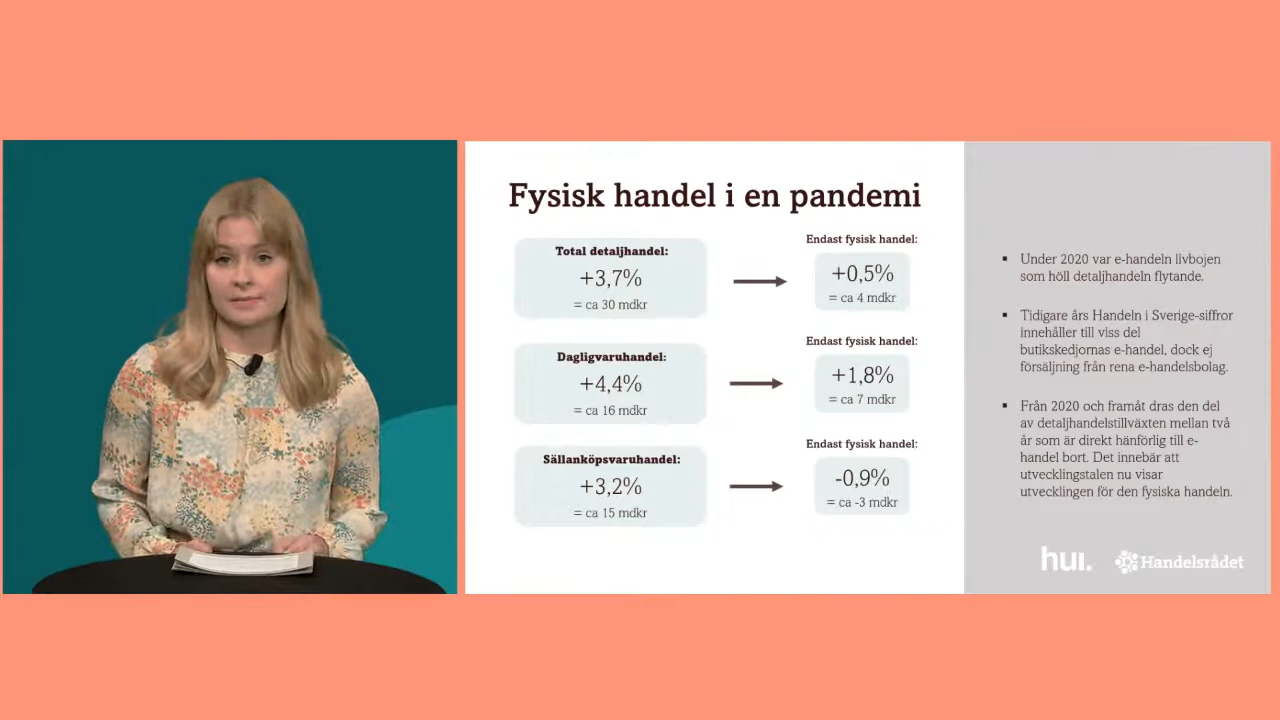 Fysisk handel i en pandemi
Total detaljhandel:
+3,7%
= ca 30 mdkr
Endast fysisk handel:
+0,5%
= ca 4 mdkr
Dagligvaruhandel:
+4,4%
= ca 16 mdkr
Endast fysisk handel:
+1,8%
= ca 7 mdkr
Sällanköpsvaruhandel:
+3,2%
= ca 15 mdkr
Endast fysisk handel:
-0,9%
= ca -3 mdkr
▪ Under 2020 var e-handeln livbojen
som höll detaljhandeln flytande.
▪ Tidigare års Handeln i Sverige-siffror
innehåller till viss del
butikskedjornas e-handel, dock ej
försäljning från rena e-handelsbolag.
▪ Från 2020 och framåt dras den del
av detaljhandelstillväxten mellan två
år som är direkt hänförlig till e-
handel bort. Det innebär att
utvecklingstalen nu visar
utvecklingen för den fysiska handeln.
hui.
Handelsrådet